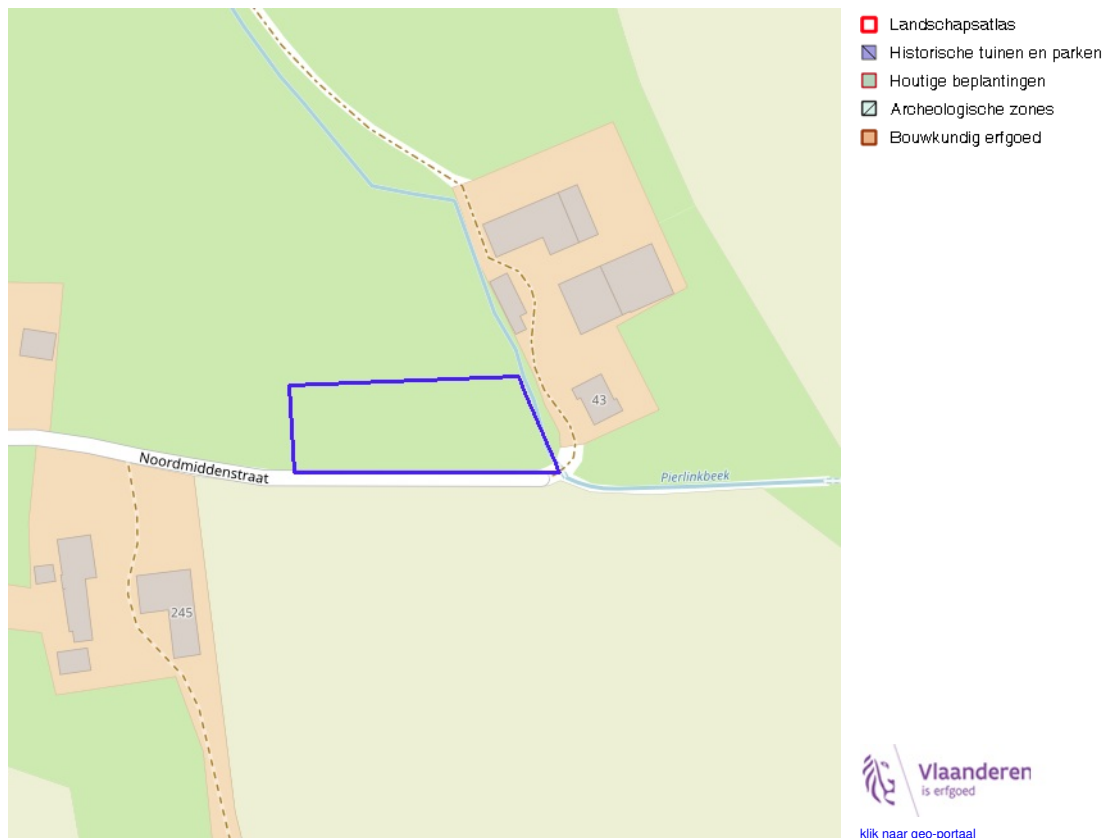 Landschapsatlas
Historische tuinen en parken
Houtige beplantingen
Archeologische zones
Bouwkundig erfgoed
43
Noordmiddenstraat
Pierlinkbeek
245
Vlaanderen
is erfgoed
klik naar geo-portaal